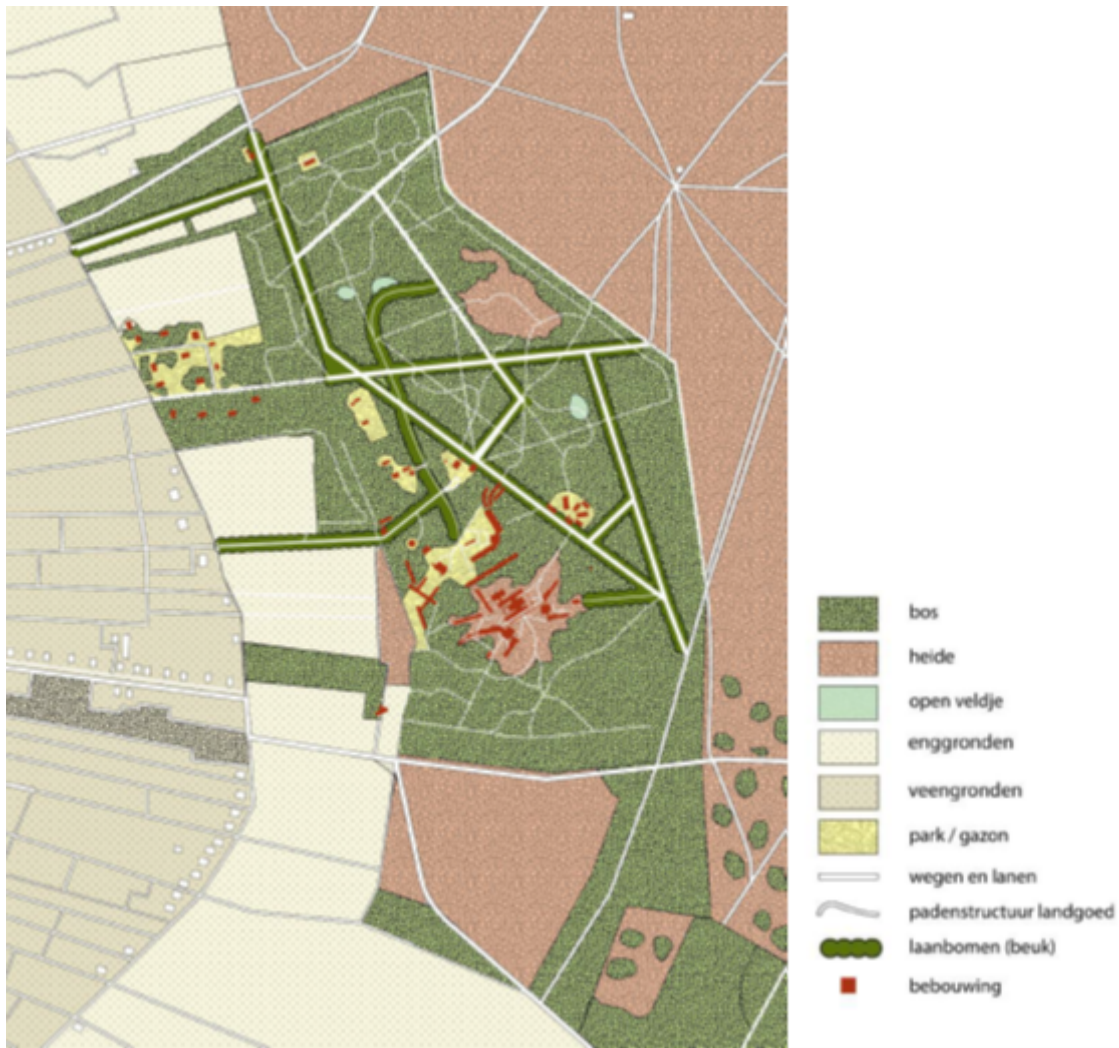 bos
heide
open veldje
enggronden
veengronden
park / gazon
wegen en lanen
padenstructuur landgoed
laanbomen (beuk)
bebouwing